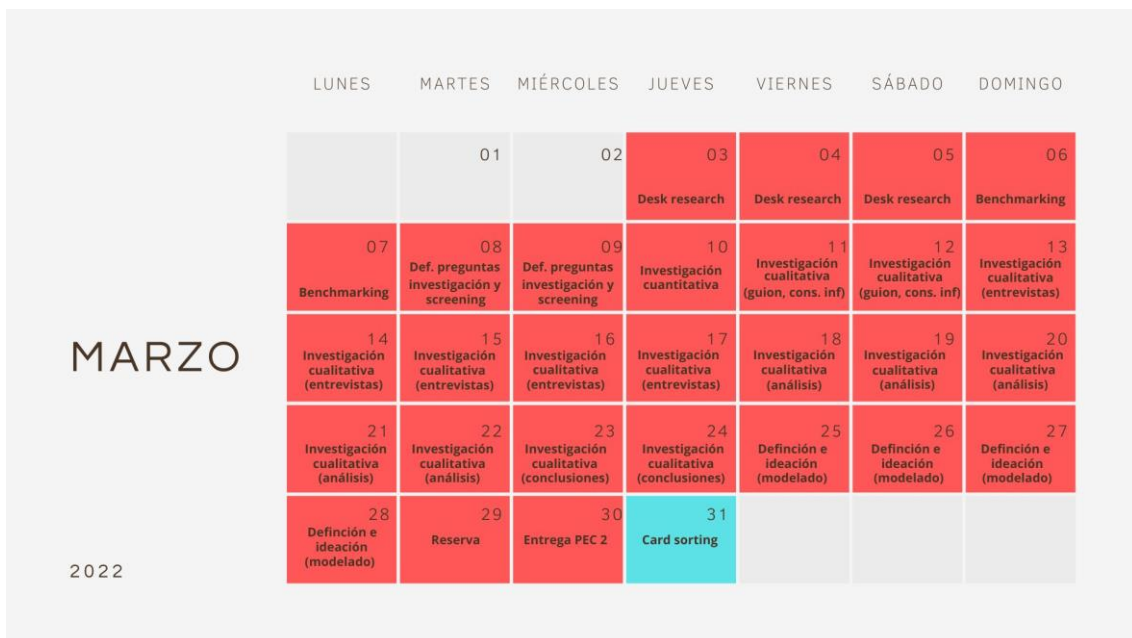 LUNES MARTES MIÉRCOLES JUEVES VIERNES SÁBADO DOMINGO
01
02
03
Desk research
04
Desk research
05
Desk research
06
Benchmarking
07
Benchmarking
08
Def. preguntas
investigación y
screening
09
Def. preguntas
investigación y
screening
10
Investigación
cuantitativa
11
Investigación
cualitativa
(guion, cons. inf)
12
Investigación
cualitativa
(guion, cons. inf)
13
Investigación
cualitativa
(entrevistas)
MARZO
14
Investigación
cualitativa
(entrevistas)
15
Investigación
cualitativa
(entrevistas)
16
Investigación
cualitativa
(entrevistas)
17
Investigación
cualitativa
(entrevistas)
18
Investigación
cualitativa
(análisis)
19
Investigación
cualitativa
(análisis)
20
Investigación
cualitativa
(análisis)
21
Investigación
cualitativa
(análisis)
22
Investigación
cualitativa
(análisis)
23
Investigación
cualitativa
(conclusiones)
24
Investigación
cualitativa
(conclusiones)
25
Definción e
ideación
(modelado)
26
Definción e
ideación
(modelado)
27
Definción e
ideación
(modelado)
28
Definción e
ideación
(modelado)
29
Reserva
30
Entrega PEC 2
31
Card sorting
2022